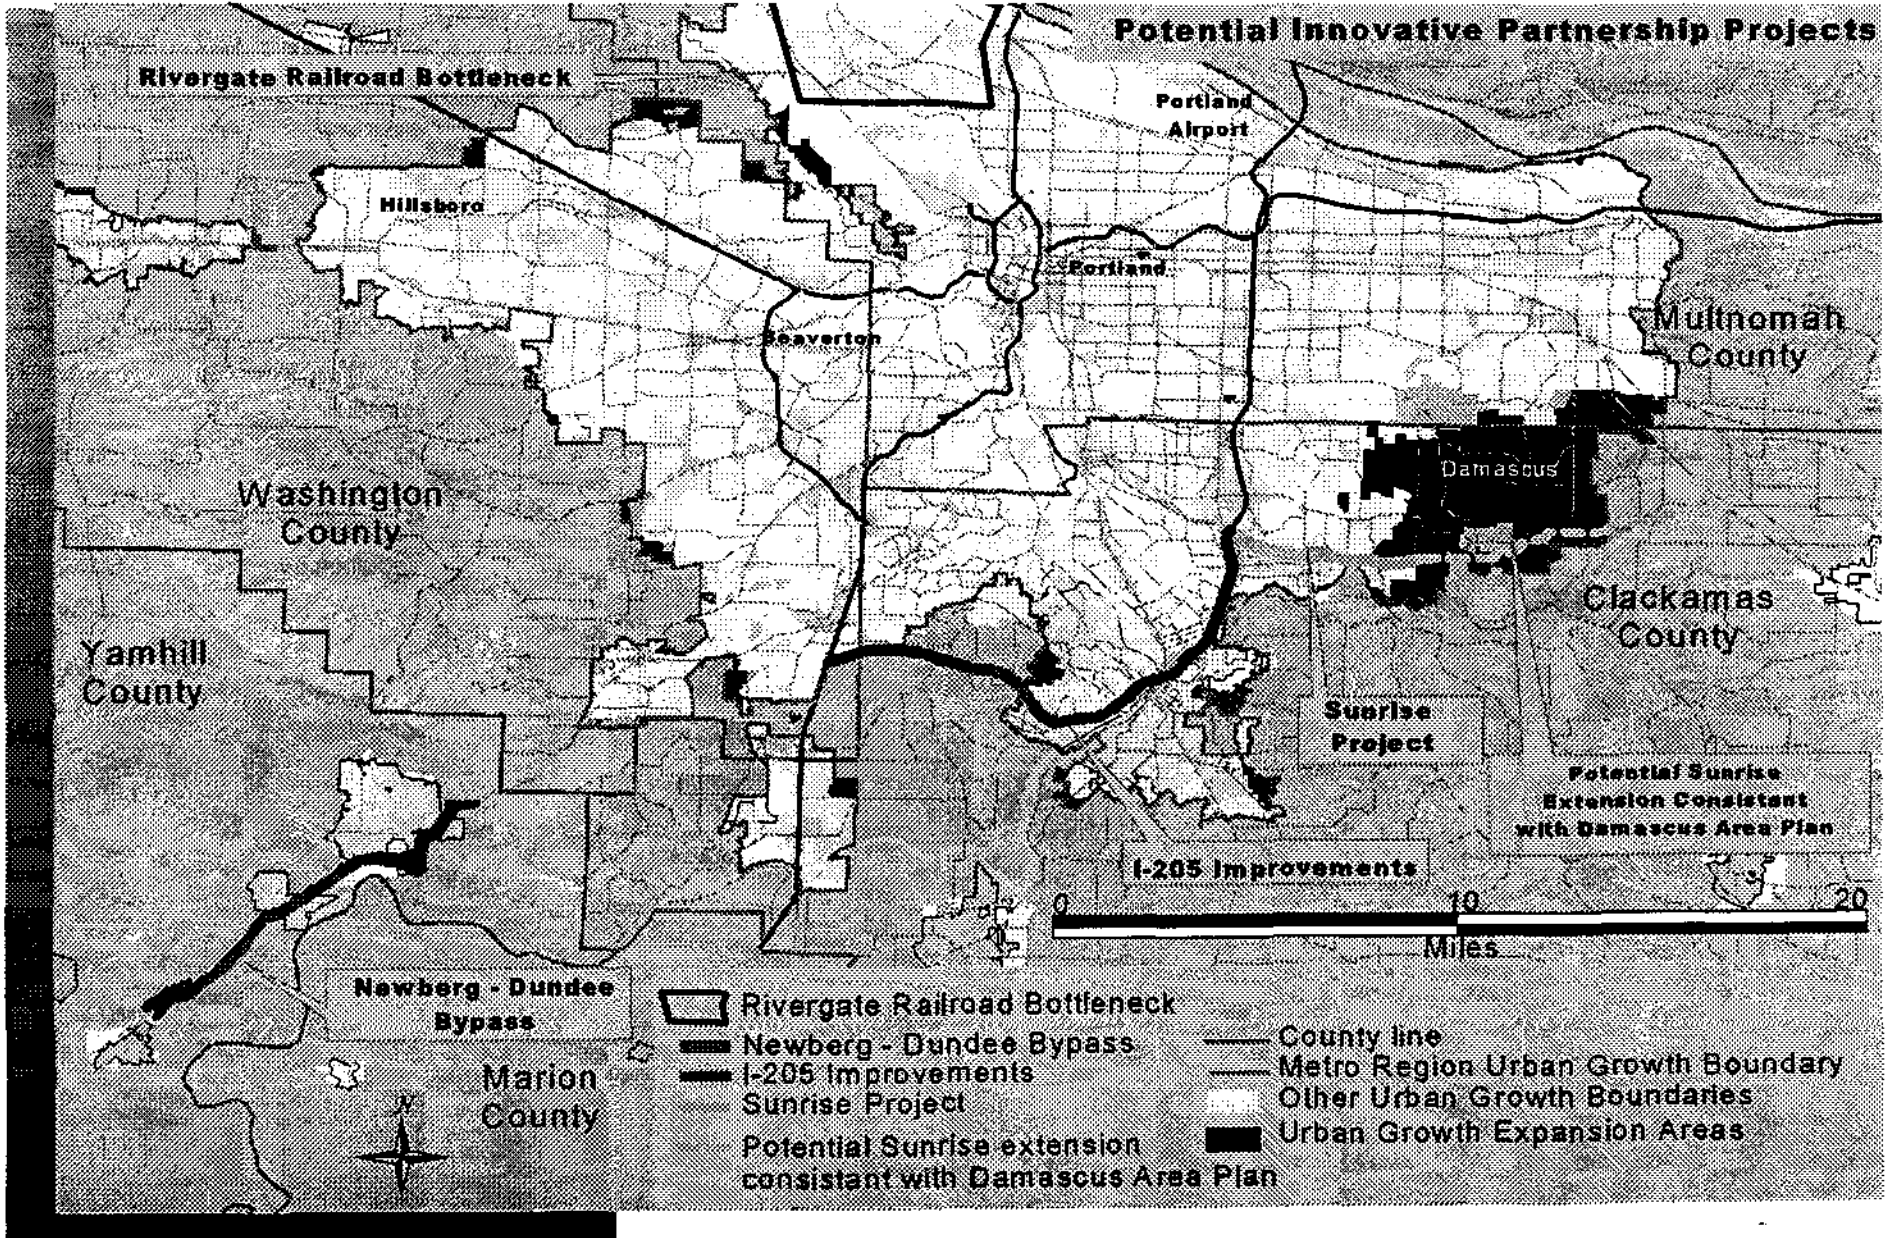 Potential Innovative Partnership Projects
Rivergate Railroad Bottleneck
Portland
Airport
Hillsboro
Portland
Beaverton
Multnomah
County
Damascus
Washington
County
Clackamas
County
Yamhill
County
Sunrise
Project
Potential Sunrise
Extension Consistent
with Damascus Area Plan
I-205 Improvements
0 10 20
Miles
Newberg - Dundee
Bypass
Marion
County
N
Rivergate Railroad Bottleneck
Newberg - Dundee Bypass
I-205 Improvements
Sunrise Project
Potential Sunrise extension
consistant with Damascus Area Plan
County line
Metro Region Urban Growth Boundary
Other Urban Growth Boundaries
Urban Growth Expansion Areas